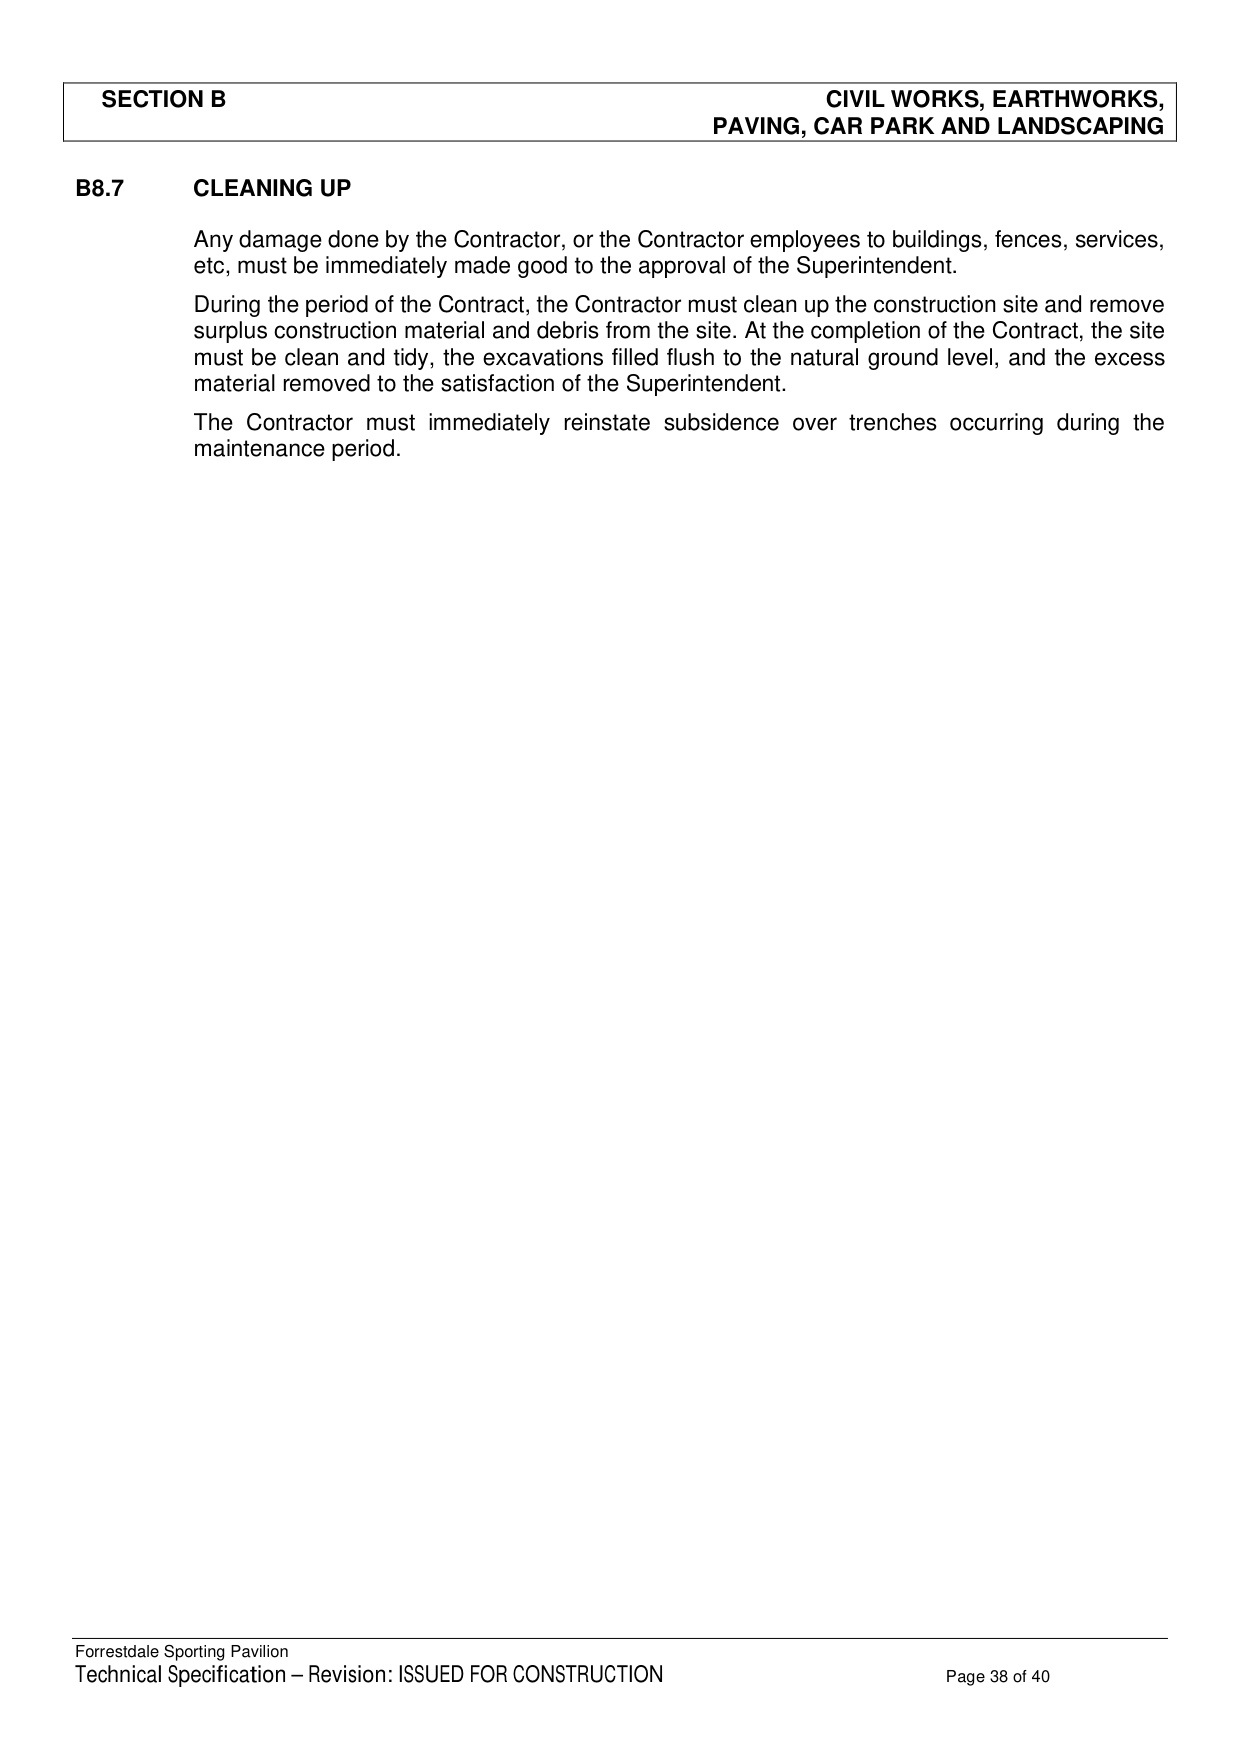 SECTION B
CIVIL WORKS, EARTHWORKS,
PAVING, CAR PARK AND LANDSCAPING
B8.7 CLEANING UP
Any damage done by the Contractor, or the Contractor employees to buildings, fences, services,
etc, must be immediately made good to the approval of the Superintendent.
During the period of the Contract, the Contractor must clean up the construction site and remove
surplus construction material and debris from the site. At the completion of the Contract, the site
must be clean and tidy, the excavations filled flush to the natural ground level, and the excess
material removed to the satisfaction of the Superintendent.
The Contractor must immediately reinstate subsidence over trenches occurring during the
maintenance period.
Forrestdale Sporting Pavilion
Technical Specification – Revision: ISSUED FOR CONSTRUCTION Page 38 of 40